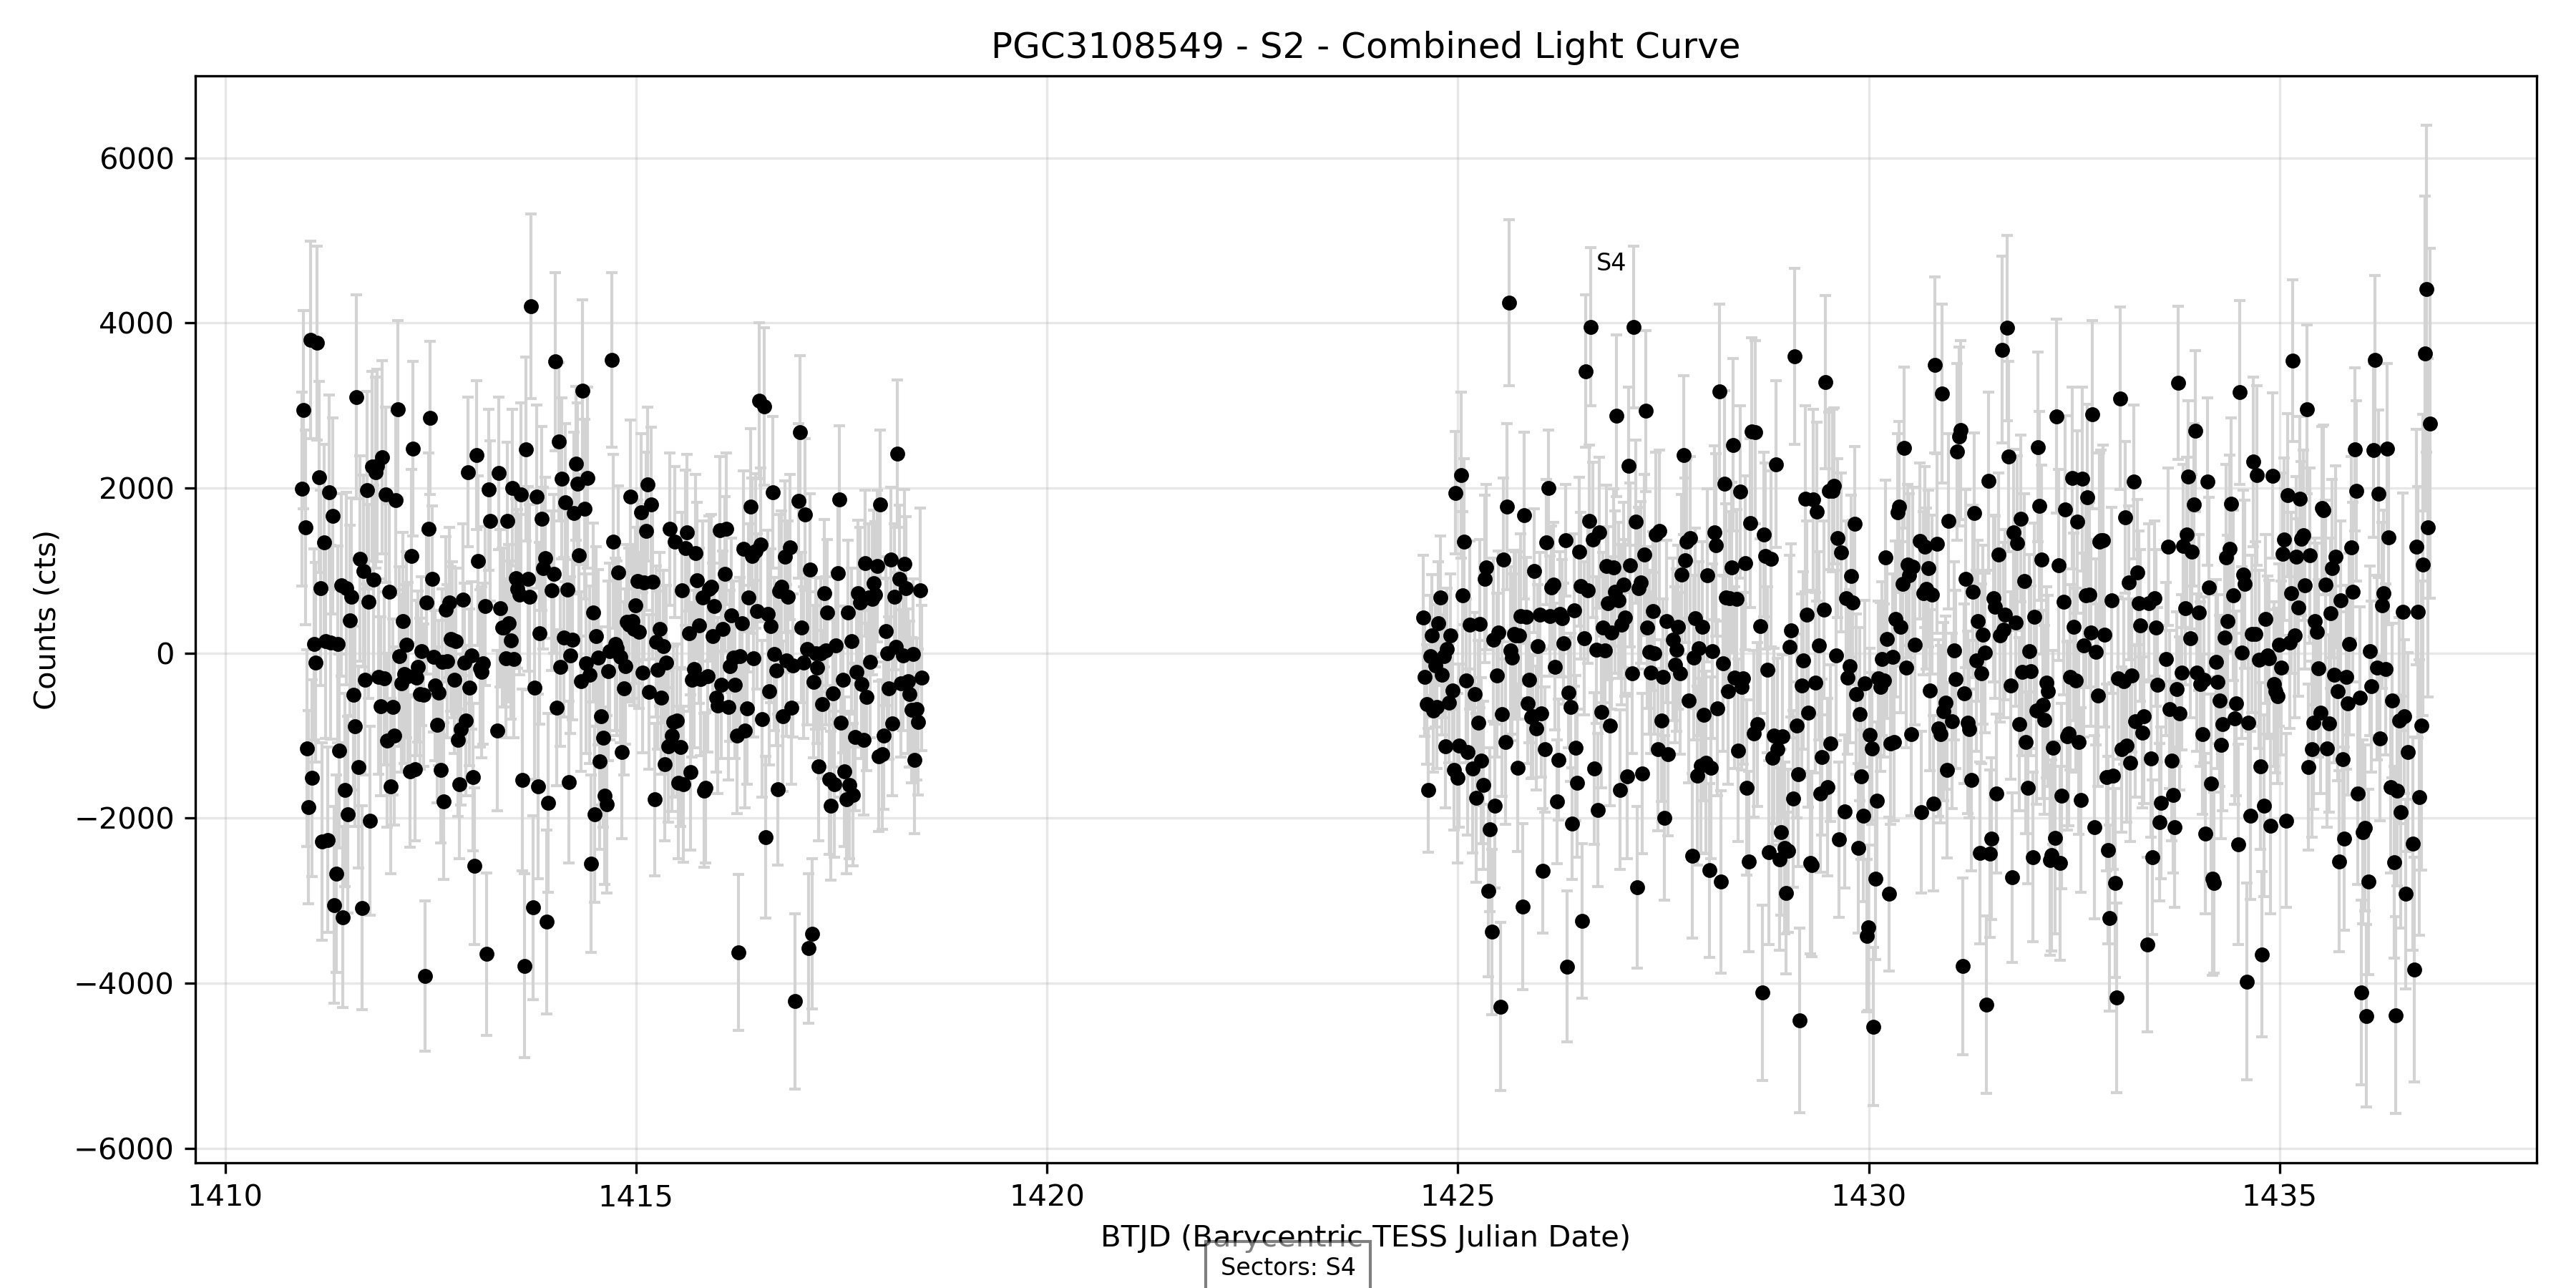 PGC3108549 - S2 - Combined Light Curve
Counts (cts)
6000
4000
2000
0
−2000
−4000
−6000
S4
1410
1415
1420
1425
1430
1435
BTJD (Barycentric TESS Julian Date)
Sectors: S4